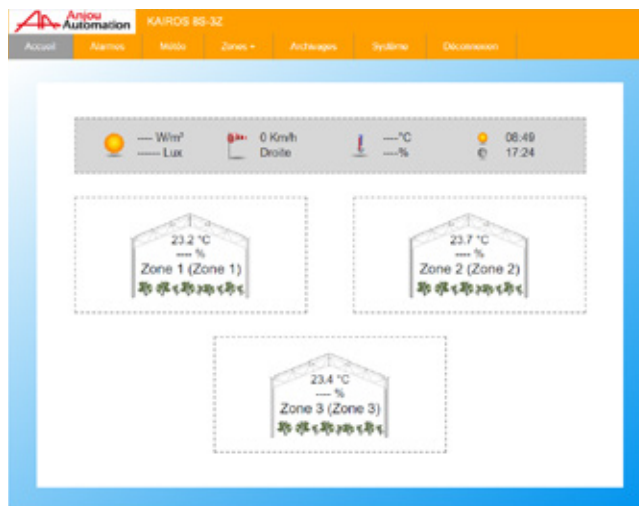 Anjou
Automation
KAIROS 8S-3Z
Accueil Alarmes Météo Zones Archivages Système Déconnexion
---- W/m² 0 Km/h ----°C 08:49
------ Lux Droite ----% 17:24
23.2 °C
---- %
Zone 1 (Zone 1)
23.7 °C
---- %
Zone 2 (Zone 2)
23.4 °C
---- %
Zone 3 (Zone 3)